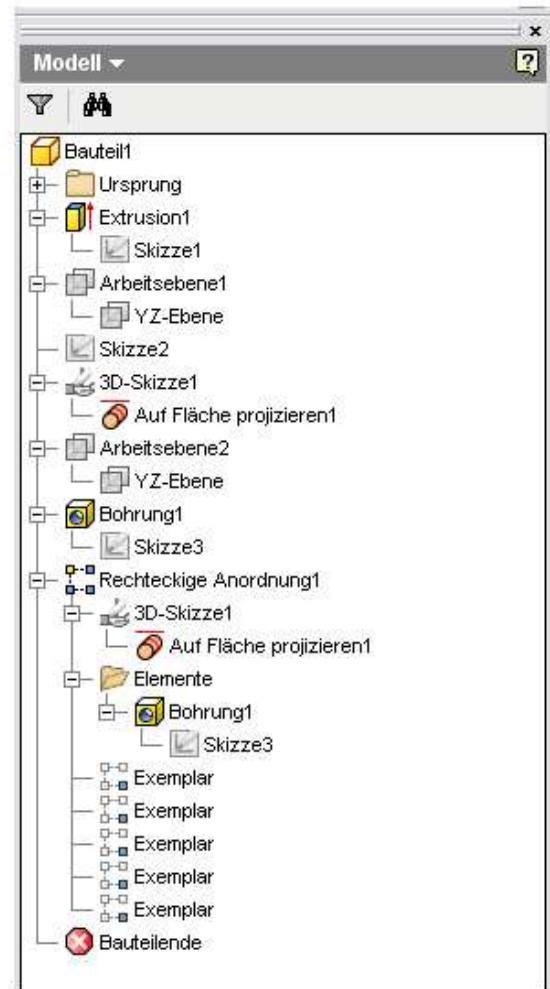 Modell
Bauteil1
Ursprung
Extrusion1
Skizze1
Arbeitsebene1
YZ-Ebene
Skizze2
3D-Skizze1
Auf Fläche projizieren1
Arbeitsebene2
YZ-Ebene
Bohrung1
Skizze3
Rechteckige Anordnung1
3D-Skizze1
Auf Fläche projizieren1
Elemente
Bohrung1
Skizze3
Exemplar
Exemplar
Exemplar
Exemplar
Exemplar
Bauteilende